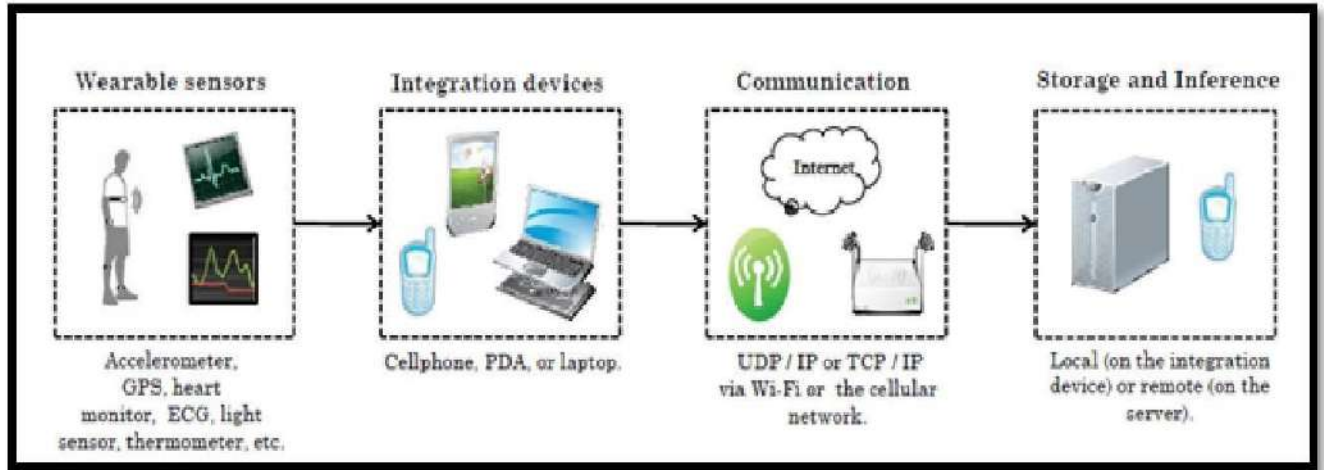 Wearable sensors
Accelerometer,
GPS, heart
monitor, ECG, light
sensor, thermometer, etc.
Integration devices
Cellphone, PDA, or laptop.
Communication
Internet
UDP / IP or TCP / IP
via Wi-Fi or the cellular
network.
Storage and Inference
Local (on the integration
device) or remote (on the
server).